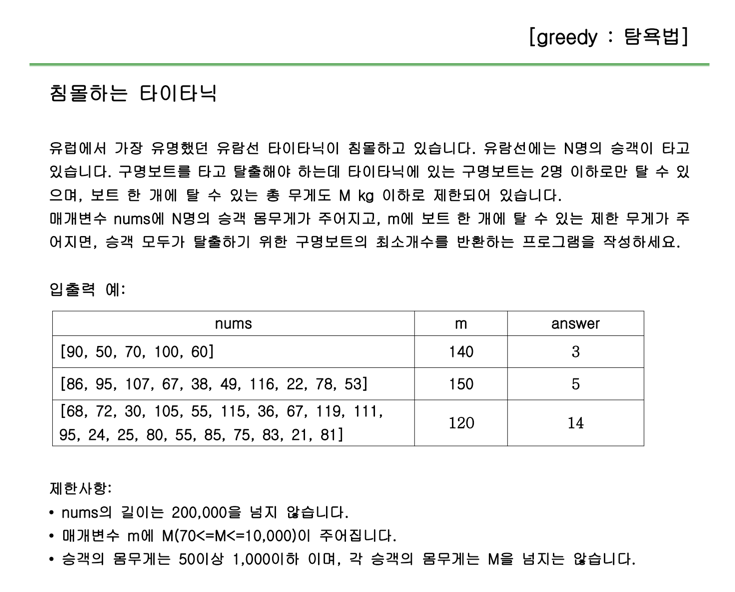 [greedy : 탐욕법]
침몰하는 타이타닉
유럽에서 가장 유명했던 유람선 타이타닉이 침몰하고 있습니다. 유람선에는 N명의 승객이 타고
있습니다. 구명보트를 타고 탈출해야 하는데 타이타닉에 있는 구명보트는 2명 이하로만 탈 수 있
으며, 보트 한 개에 탈 수 있는 총 무게도 M kg 이하로 제한되어 있습니다.
매개변수 nums에 N명의 승객 몸무게가 주어지고, m에 보트 한 개에 탈 수 있는 제한 무게가 주
어지면, 승객 모두가 탈출하기 위한 구명보트의 최소개수를 반환하는 프로그램을 작성하세요.
입출력 예:
nums m answer
[90, 50, 70, 100, 60] 140 3
[86, 95, 107, 67, 38, 49, 116, 22, 78, 53] 150 5
[68, 72, 30, 105, 55, 115, 36, 67, 119, 111,
95, 24, 25, 80, 55, 85, 75, 83, 21, 81] 120 14
제한사항:
• nums의 길이는 200,000을 넘지 않습니다.
• 매개변수 m에 M(70<=M<=10,000)이 주어집니다.
• 승객의 몸무게는 50이상 1,000이하 이며, 각 승객의 몸무게는 M을 넘지는 않습니다.